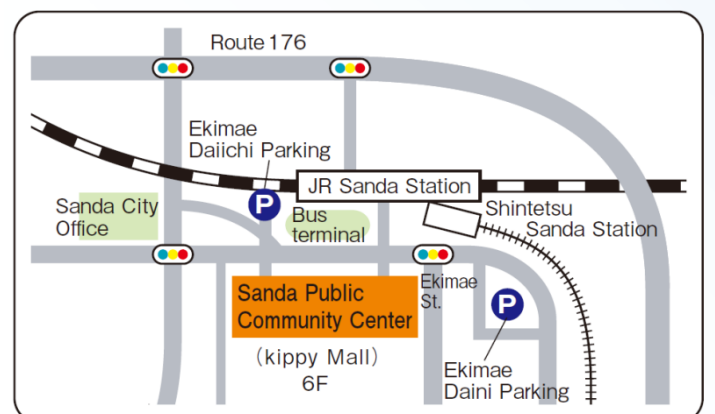 Route 176
Ekimae
Daiichi Parking
P
JR Sanda Station
Sanda City
Office
Bus
terminal
Shintetsu
Sanda Station
Sanda Public
Community Center
(kippy Mall)
6F
Ekimae
St.
P
Ekimae
Daini Parking